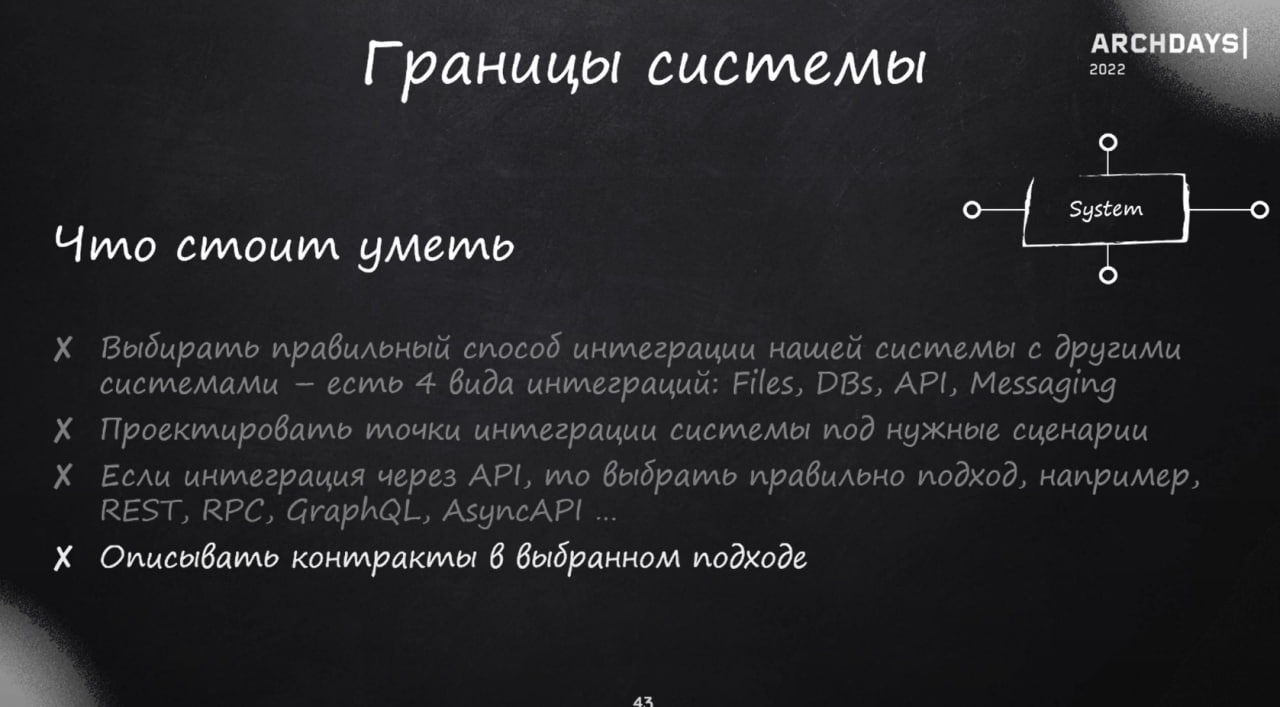 Границы системы
ARCHDAYS
2022
System
Что стоит уметь
✗ Выбирать правильный способ интеграции нашей системы с другими
системами – есть 4 вида интеграций: Files, DBs, API, Messaging
✗ Проектировать точки интеграции системы под нужные сценарии
✗ Если интеграция через API, то выбрать правильно подход, например,
REST, RPC, GraphQL, AsyncAPI ...
✗ Описывать контракты в выбранном подходе
43